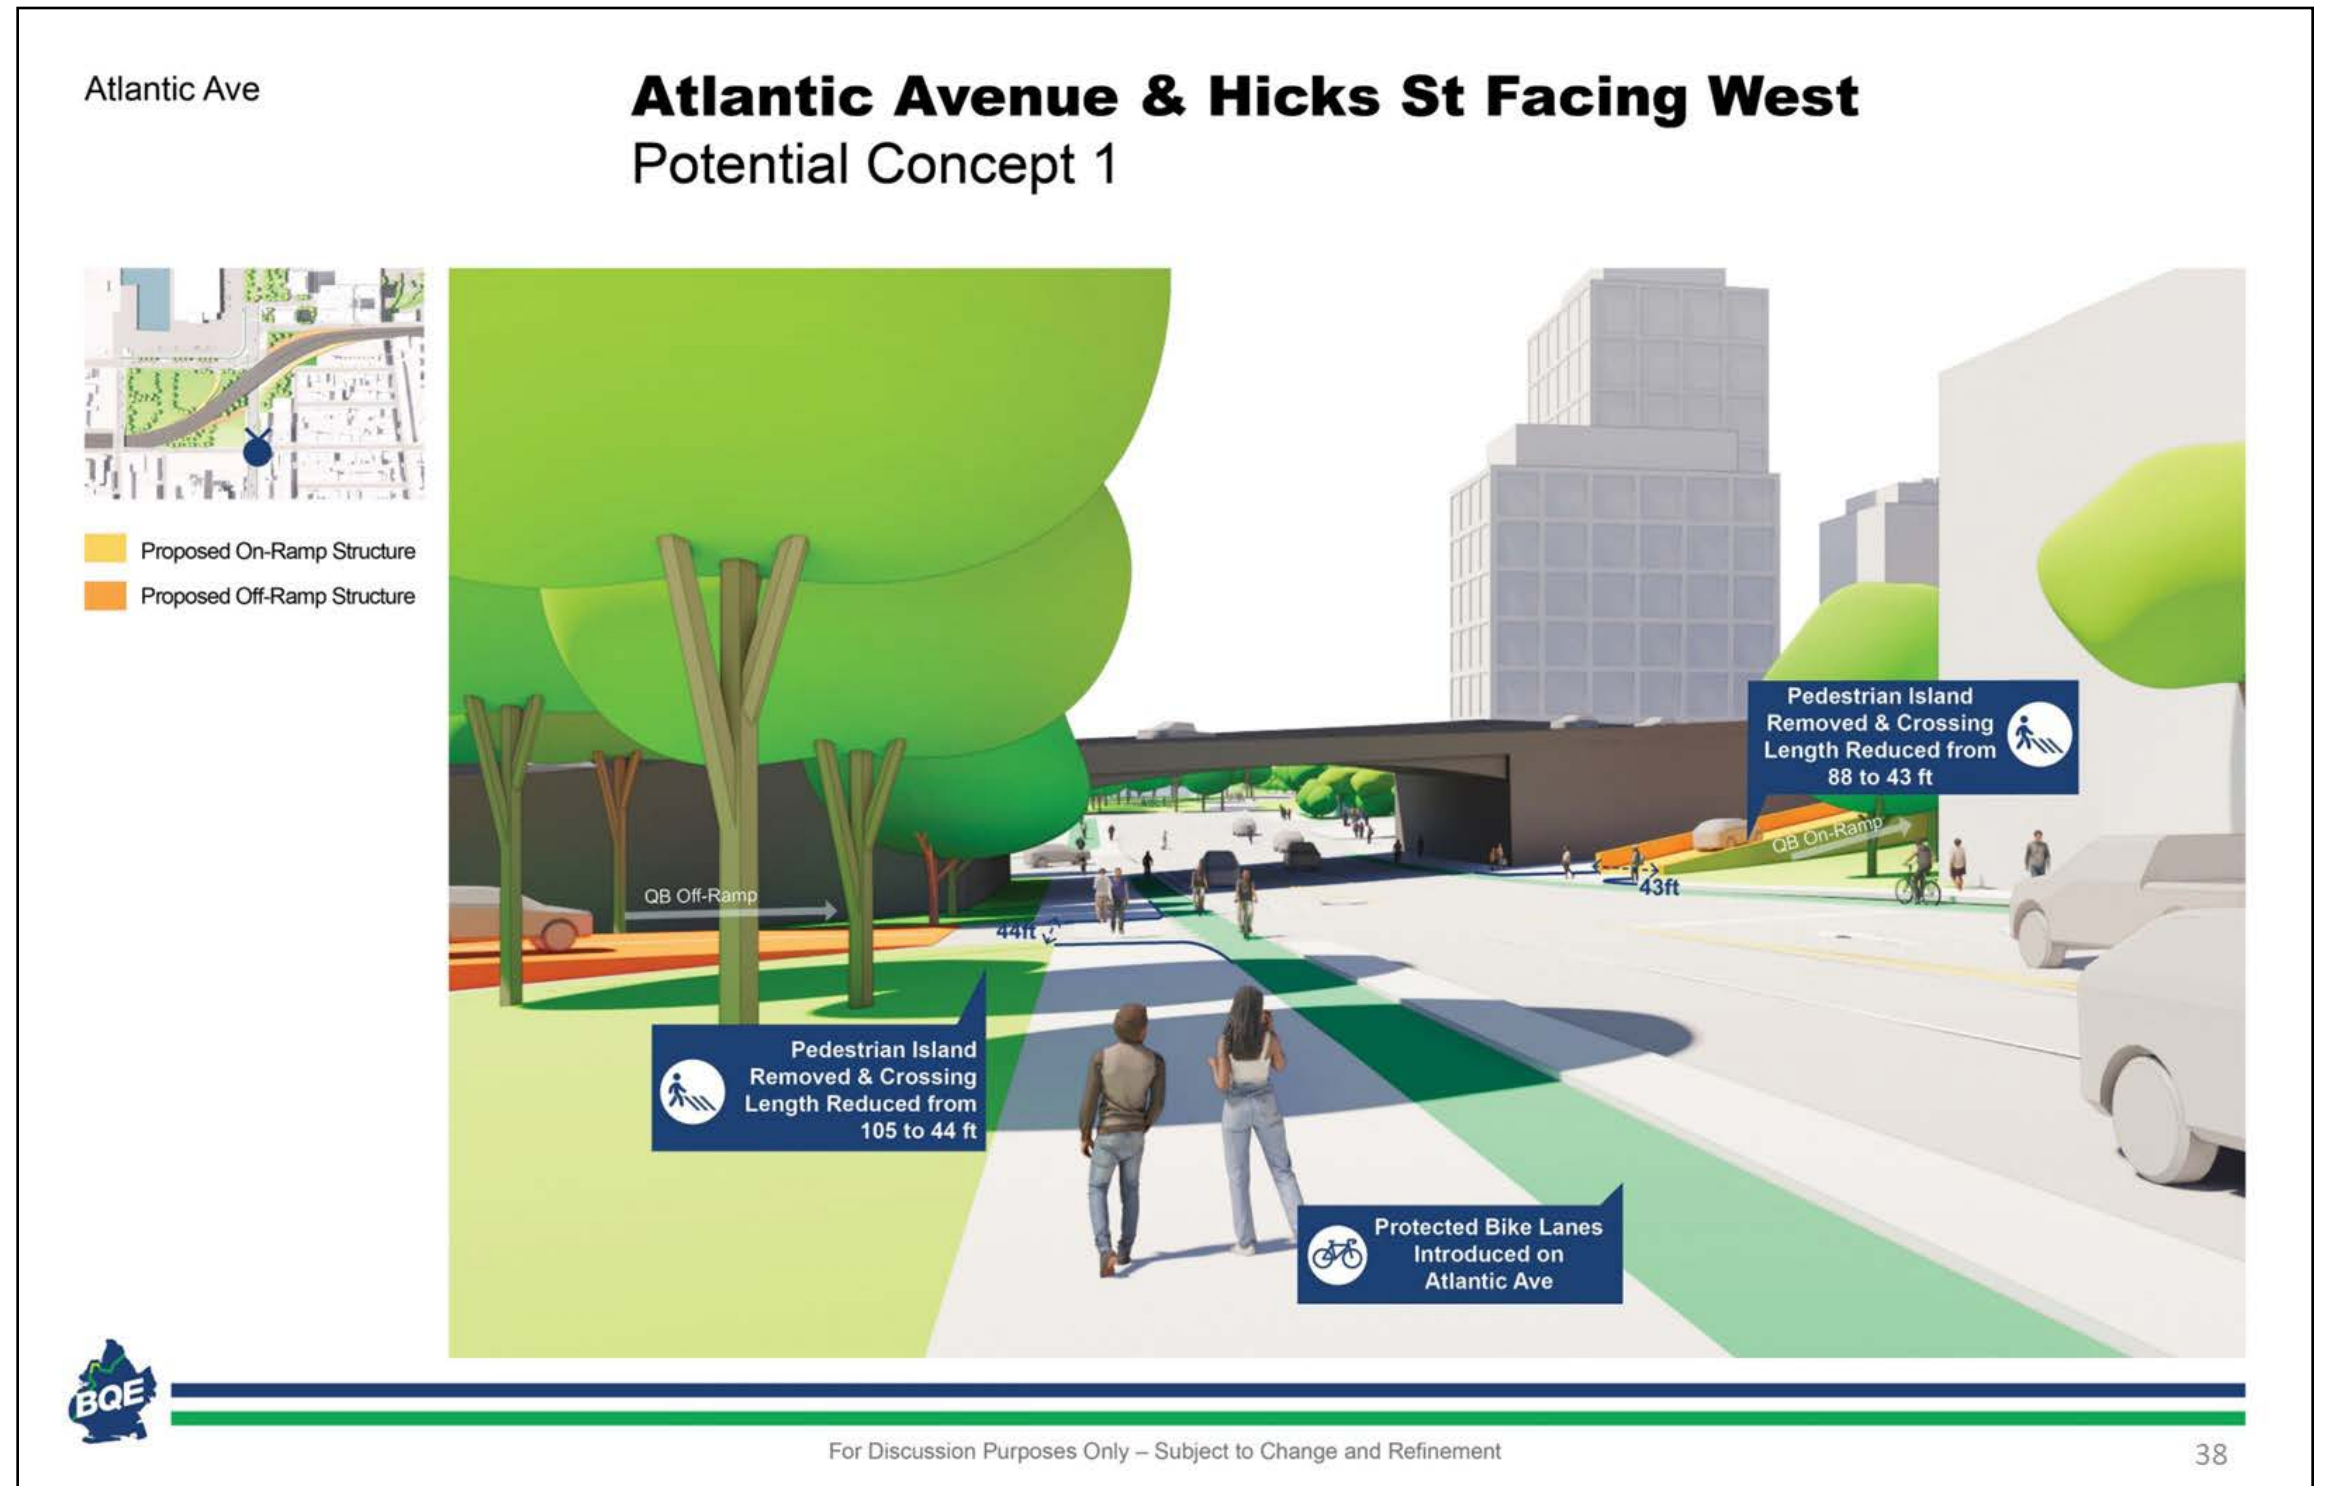 Atlantic Ave
Atlantic Avenue & Hicks St Facing West
Potential Concept 1
Proposed On-Ramp Structure
Proposed Off-Ramp Structure
Pedestrian Island
Removed & Crossing
Length Reduced from
88 to 43 ft
QB On-Ramp
43ft
QB Off-Ramp
44ft
Pedestrian Island
Removed & Crossing
Length Reduced from
105 to 44 ft
Protected Bike Lanes
Introduced on
Atlantic Ave
BQE
For Discussion Purposes Only – Subject to Change and Refinement
38